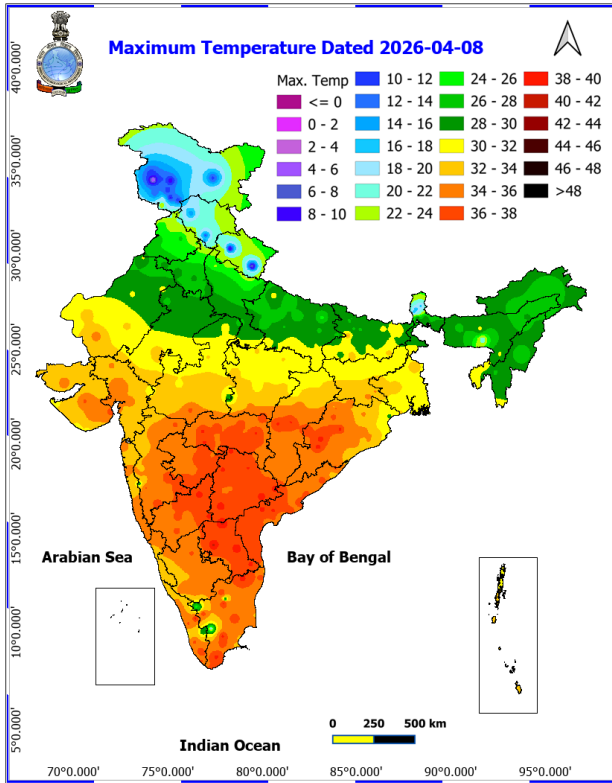 Maximum Temperature Dated 2026-04-08
Max. Temp
<= 0
0 - 2
2 - 4
4 - 6
6 - 8
8 - 10
10 - 12
12 - 14
14 - 16
16 - 18
18 - 20
20 - 22
22 - 24
24 - 26
26 - 28
28 - 30
30 - 32
32 - 34
34 - 36
36 - 38
38 - 40
40 - 42
42 - 44
44 - 46
46 - 48
>48
40°0.000'
35°0.000'
30°0.000'
25°0.000'
20°0.000'
15°0.000'
10°0.000'
5°0.000'
Arabian Sea
Bay of Bengal
Indian Ocean
0 250 500 km
70°0.000' 75°0.000' 80°0.000' 85°0.000' 90°0.000' 95°0.000'